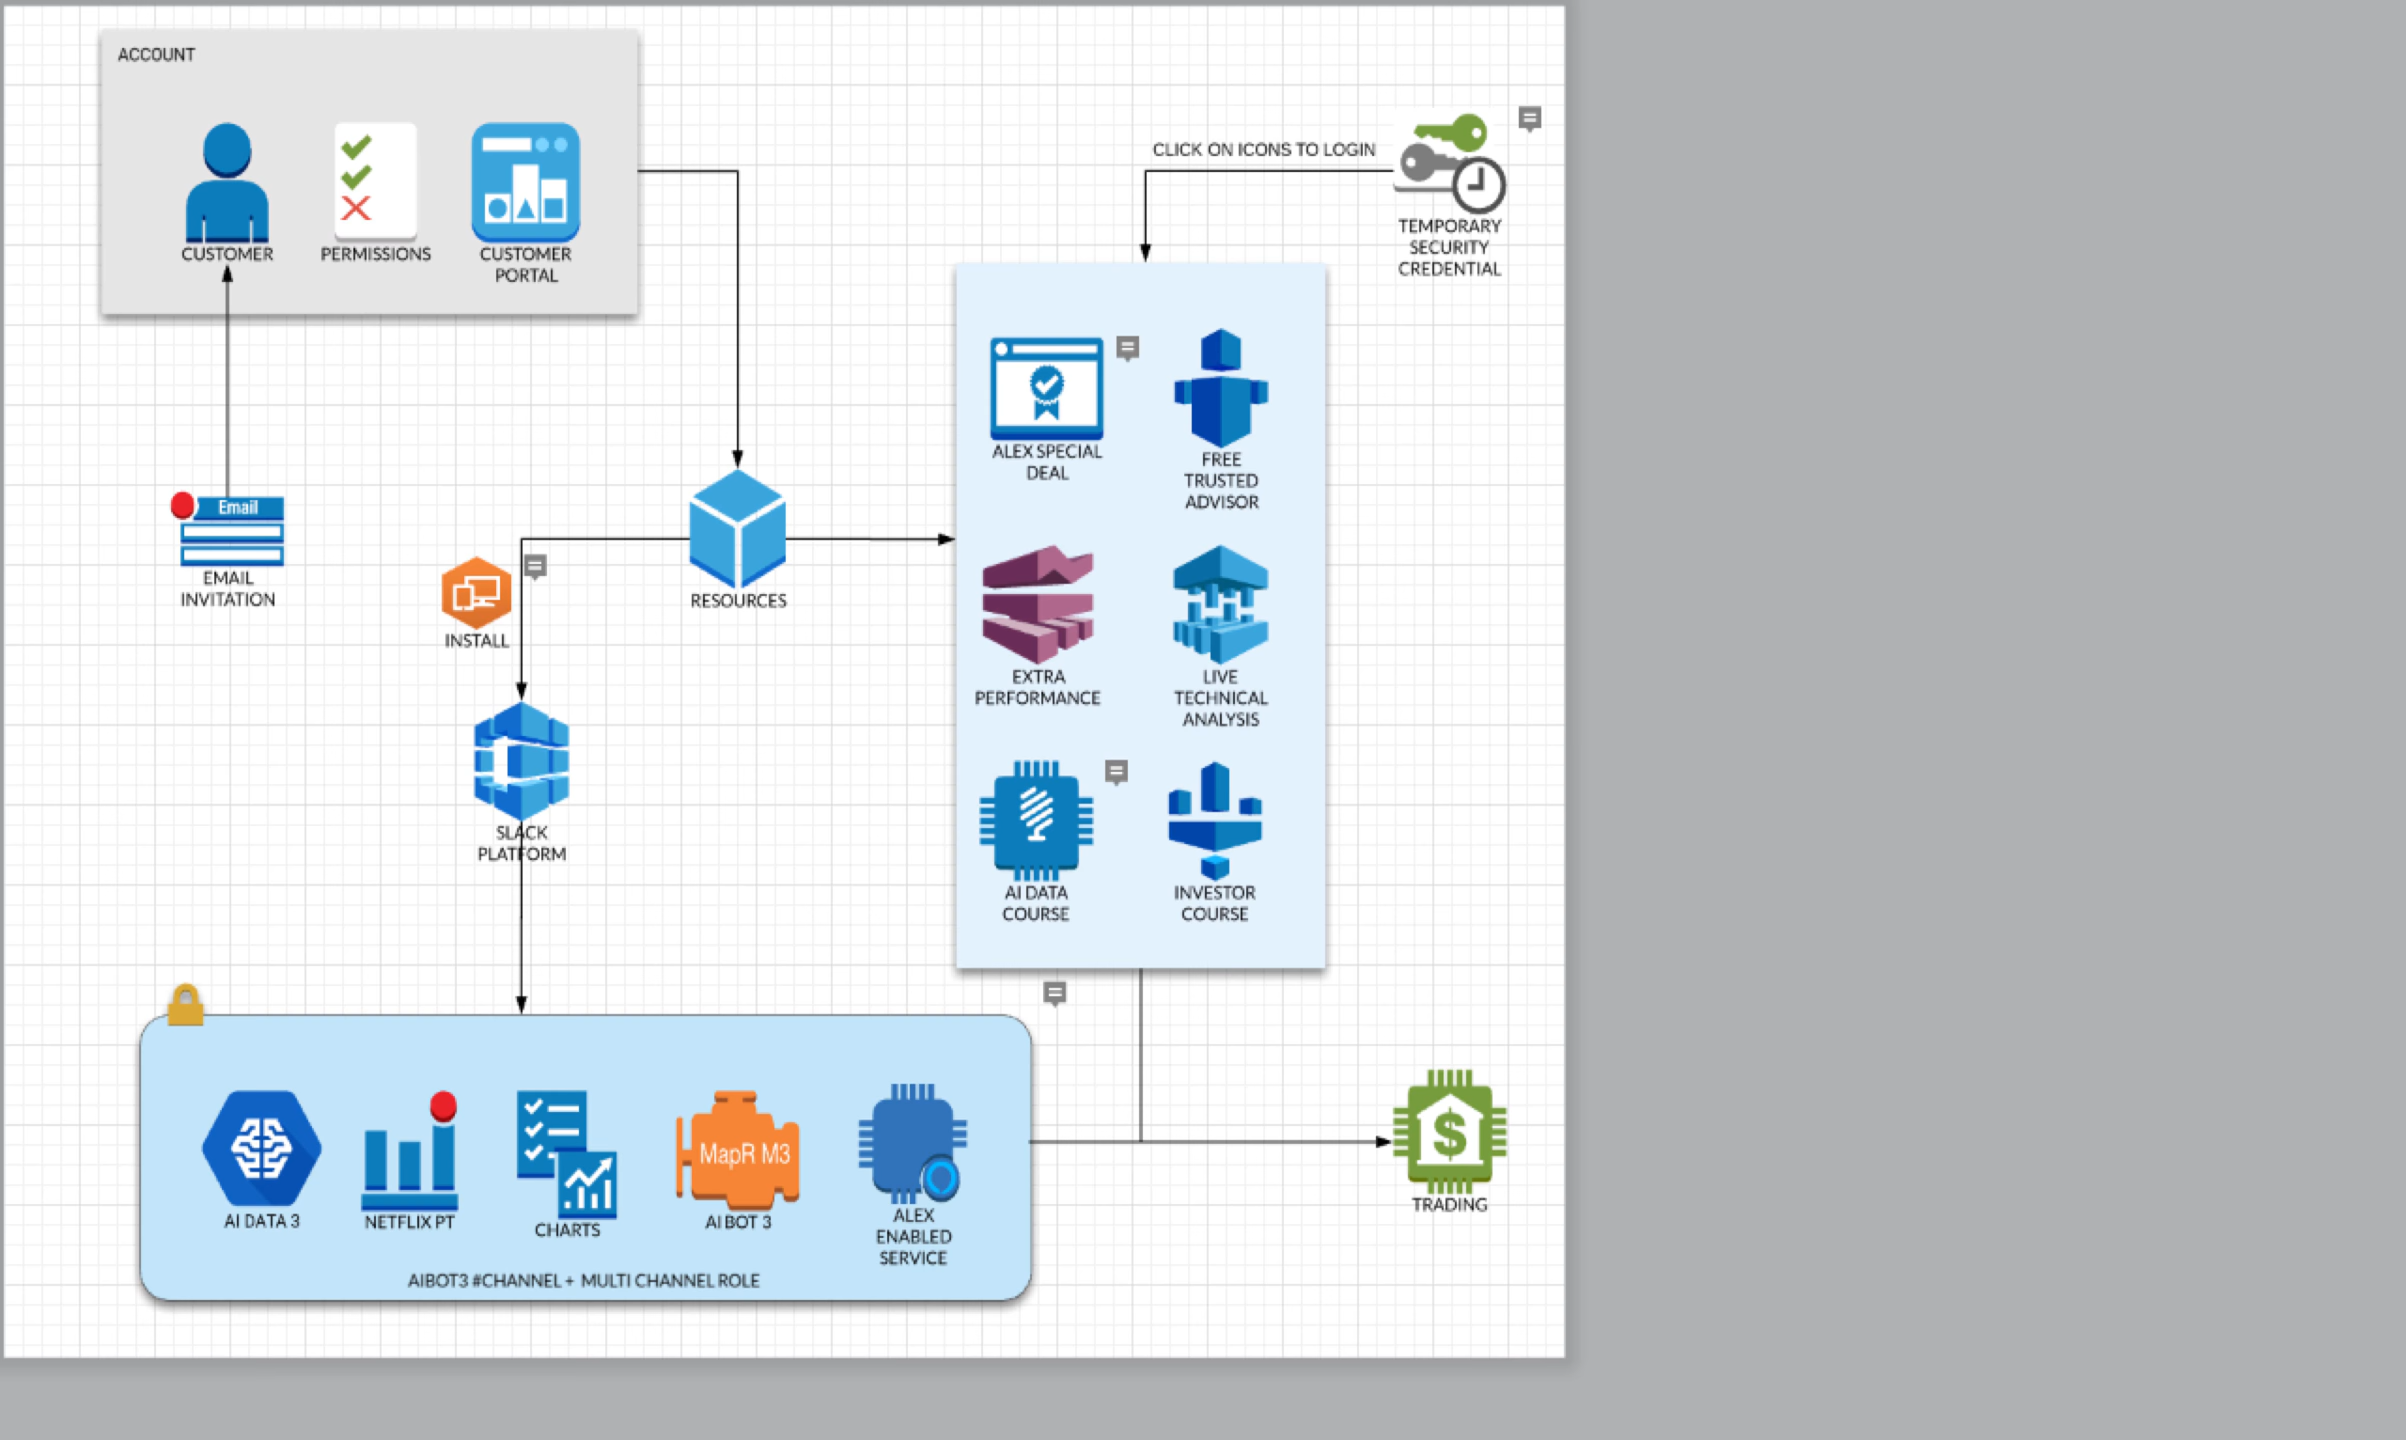 ACCOUNT
CUSTOMER
PERMISSIONS
CUSTOMER
PORTAL
CLICK ON ICONS TO LOGIN
TEMPORARY
SECURITY
CREDENTIAL
Email
EMAIL
INVITATION
INSTALL
RESOURCES
ALEX SPECIAL
DEAL
FREE
TRUSTED
ADVISOR
EXTRA
PERFORMANCE
LIVE
TECHNICAL
ANALYSIS
AI DATA
COURSE
INVESTOR
COURSE
SLACK
PLATFORM
AI DATA 3
NETFLIX PT
CHARTS
MapR M3
AI BOT 3
ALEX
ENABLED
SERVICE
AIBOT3 #CHANNEL + MULTI CHANNEL ROLE
$
TRADING